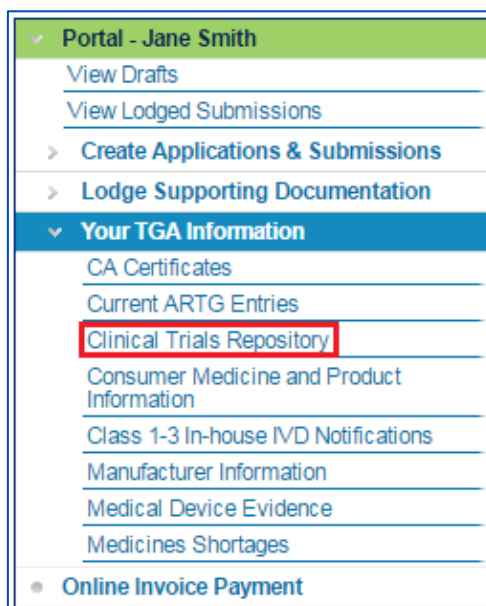 Portal - Jane Smith
View Drafts
View Lodged Submissions
Create Applications & Submissions
Lodge Supporting Documentation
Your TGA Information
CA Certificates
Current ARTG Entries
Clinical Trials Repository
Consumer Medicine and Product
Information
Class 1-3 In-house IVD Notifications
Manufacturer Information
Medical Device Evidence
Medicines Shortages
Online Invoice Payment